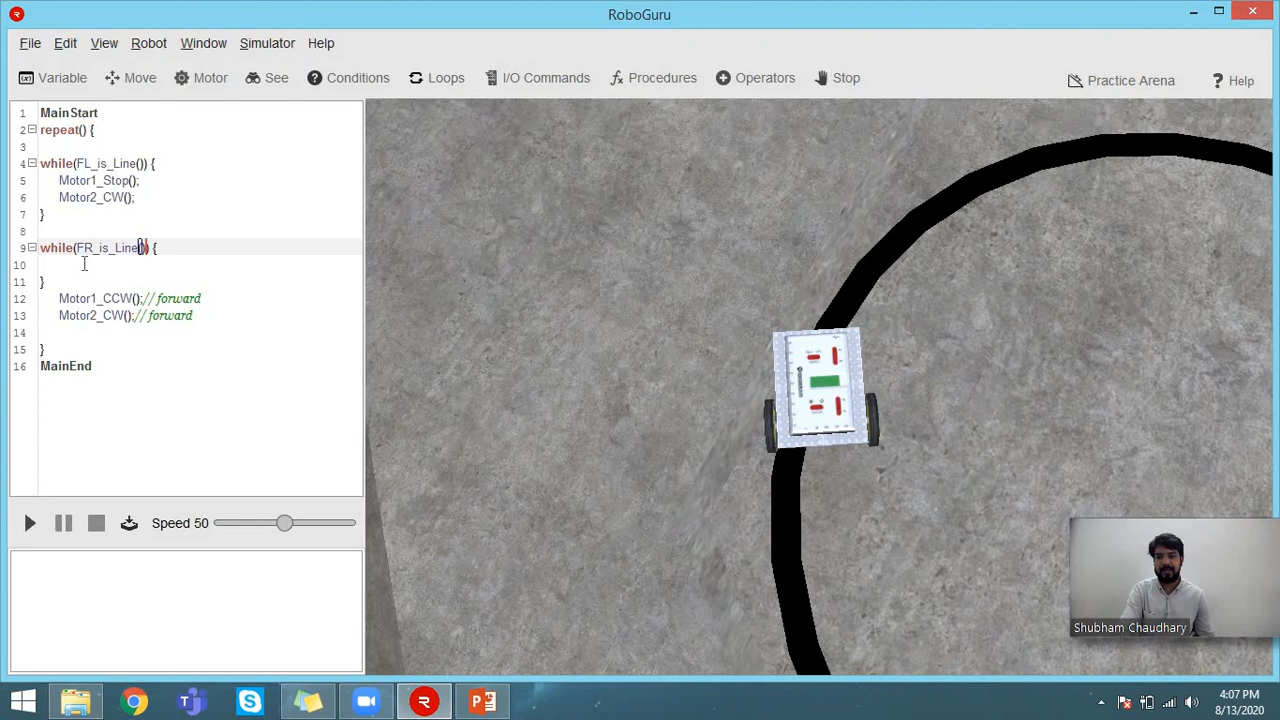 RoboGuru
File Edit View Robot Window Simulator Help
Variable Move Motor See Conditions Loops I/O Commands Procedures Operators Stop Practice Arena Help
1 MainStart
2 repeat() {
3
4 while(FL_is_Line()) {
5 Motor1_Stop();
6 Motor2_CW();
7 }
8
9 while(FR_is_Line()) {
10
11 }
12 Motor1_CCW();// forward
13 Motor2_CW();// forward
14
15 }
16 MainEnd
Speed 50
Shubham Chaudhary
4:07 PM
8/13/2020